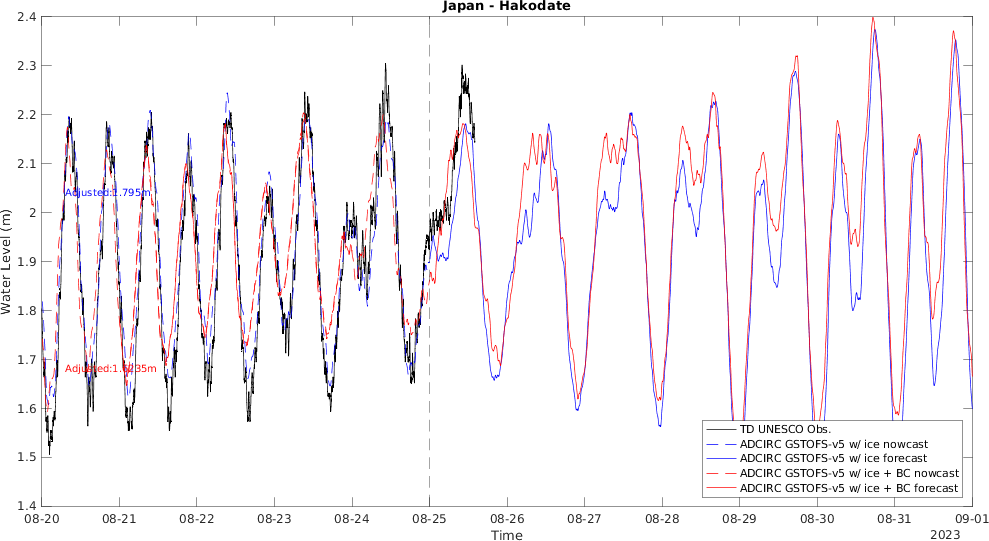 Japan - Hakodate
2.4
2.3
2.2
2.1
2
1.9
1.8
1.7
1.6
1.5
1.4
Water Level (m)
Adjusted:1.795m
TD UNESCO Obs.
ADCIRC GSTOFS-v5 w/ ice nowcast
ADCIRC GSTOFS-v5 w/ ice forecast
ADCIRC GSTOFS-v5 w/ ice + BC nowcast
ADCIRC GSTOFS-v5 w/ ice + BC forecast
08-20 08-21 08-22 08-23 08-24 08-25 08-26 08-27 08-28 08-29 08-30 08-31 09-01
Time
2023